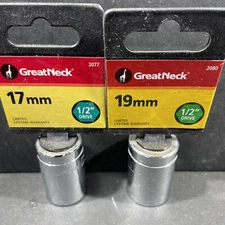 2077
GreatNeck
17mm
LIMITED
LIFETIME WARRANTY
1/2"
DRIVE
2080
GreatNeck
19mm
LIMITED
LIFETIME WARRANTY
1/2"
DRIVE